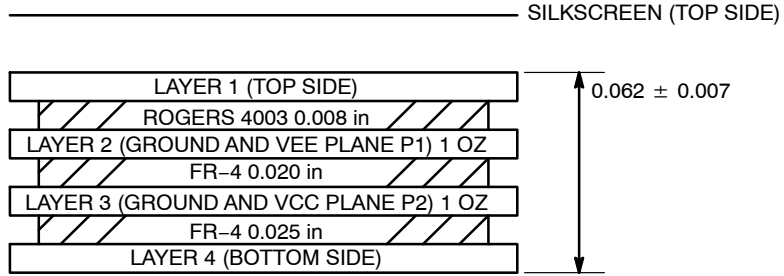 SILKSCREEN (TOP SIDE)
LAYER 1 (TOP SIDE)
0.062 ± 0.007
ROGERS 4003 0.008 in
LAYER 2 (GROUND AND VEE PLANE P1) 1 OZ
FR−4 0.020 in
LAYER 3 (GROUND AND VCC PLANE P2) 1 OZ
FR−4 0.025 in
LAYER 4 (BOTTOM SIDE)